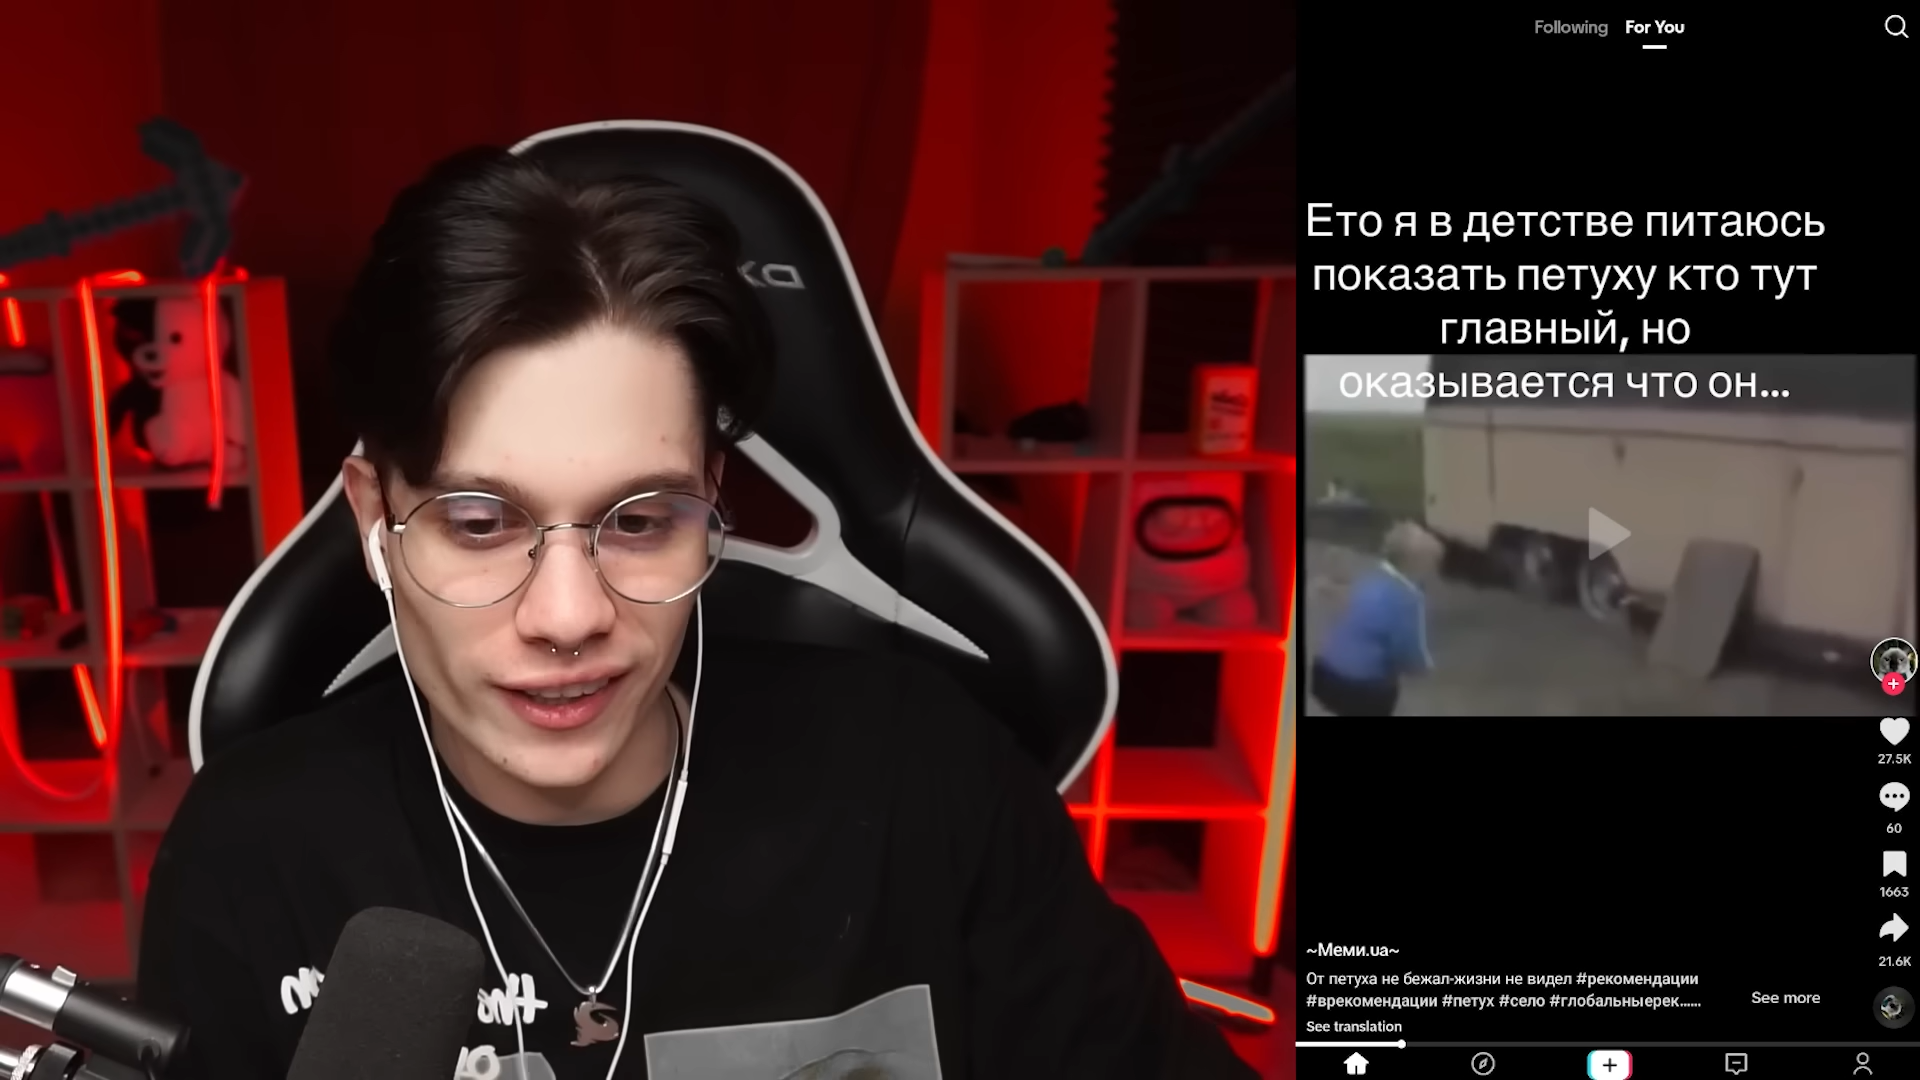 Following For You
Ето я в детстве питаюсь
показать петуху кто тут
главный, но
оказывается что он...
27.5K
60
1663
21.6K
~Меми.ua~
От петуха не бежал-жизни не видел #рекомендации
#врекомендации #петух #село #глобальныерек......
See more
See translation